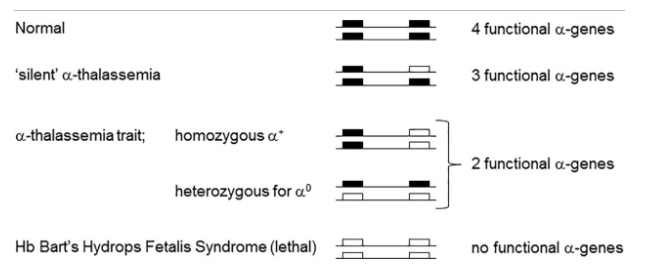 Normal 4 functional α-genes
‘silent’ α-thalassemia 3 functional α-genes
α-thalassemia trait; homozygous α⁺
2 functional α-genes
heterozygous for α⁰
Hb Bart’s Hydrops Fetalis Syndrome (lethal) no functional α-genes